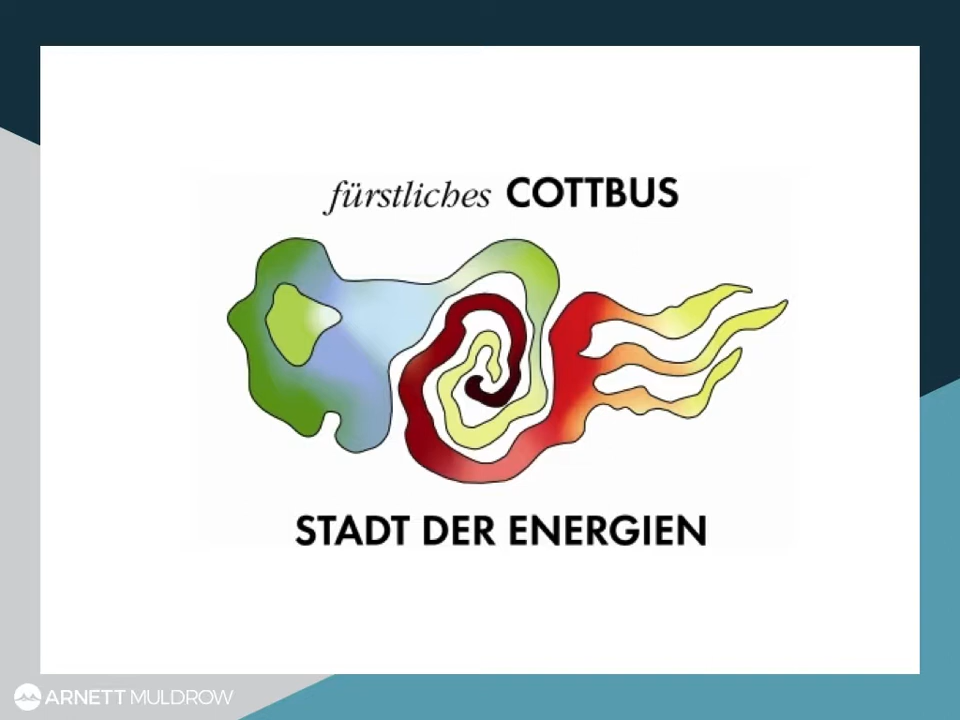 fürstliches COTTBUS
STADT DER ENERGIEN
ARNETT MULDROW